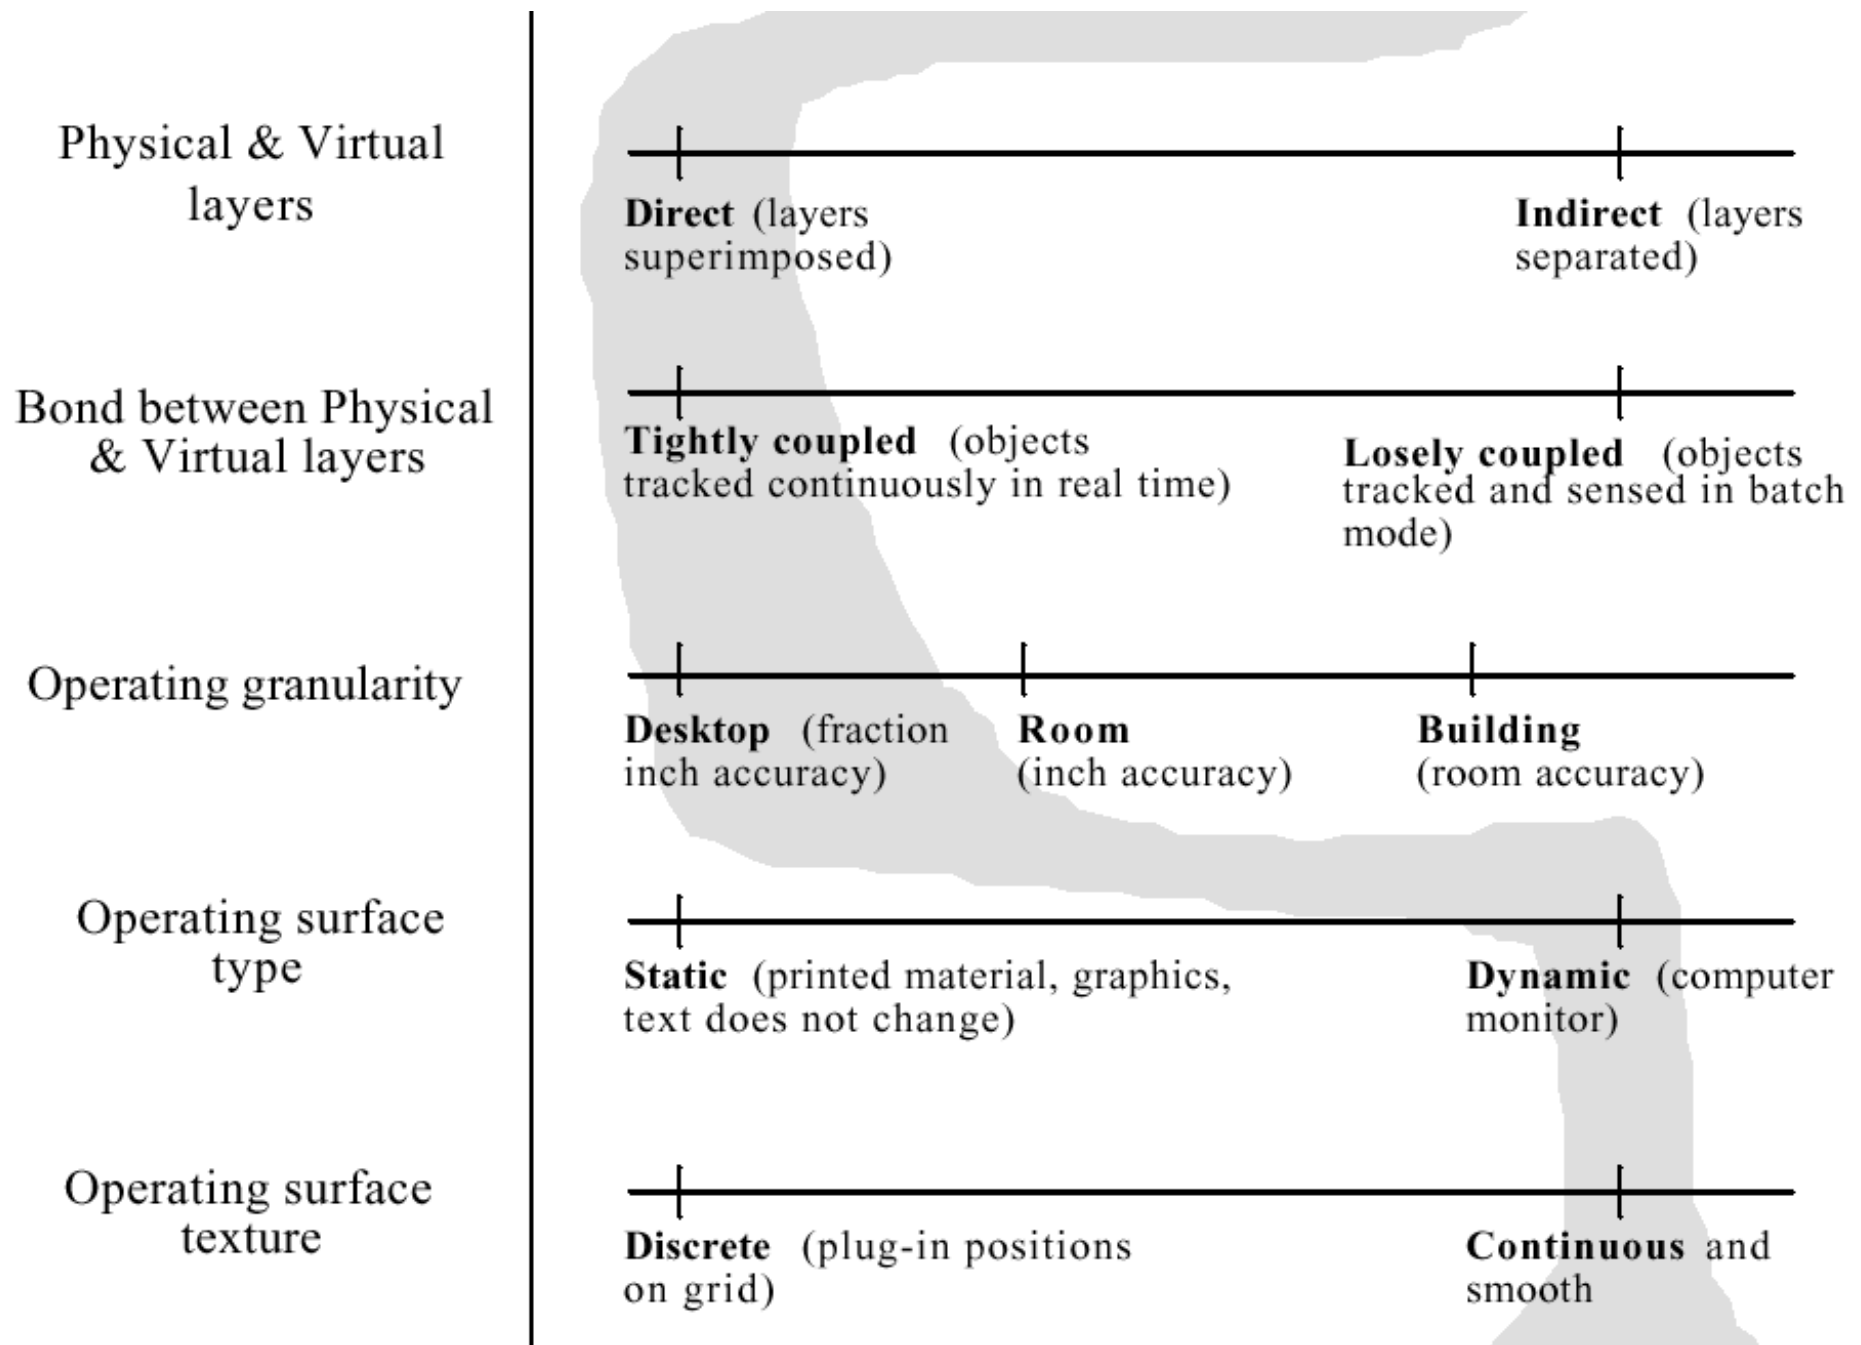 Physical & Virtual
layers
Direct (layers
superimposed)
Indirect (layers
separated)
Bond between Physical
& Virtual layers
Tightly coupled (objects
tracked continuously in real time)
Losely coupled (objects
tracked and sensed in batch
mode)
Operating granularity
Desktop (fraction
inch accuracy)
Room
(inch accuracy)
Building
(room accuracy)
Operating surface
type
Static (printed material, graphics,
text does not change)
Dynamic (computer
monitor)
Operating surface
texture
Discrete (plug-in positions
on grid)
Continuous and
smooth